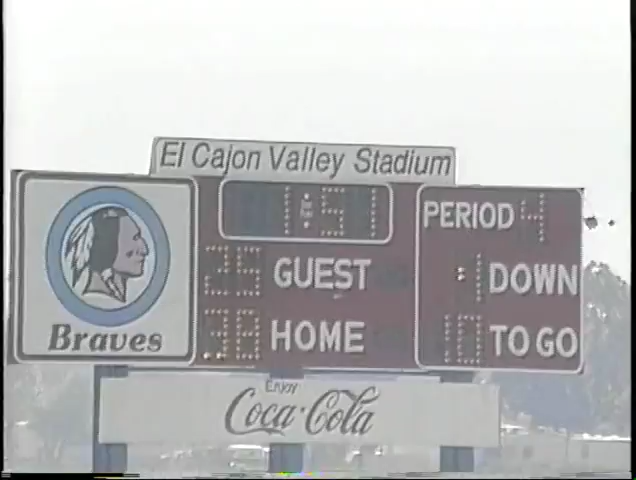 El Cajon Valley Stadium
1:51
PERIOD 4
25 GUEST
1 DOWN
38 HOME
10 TO GO
Braves
Enjoy
Coca-Cola